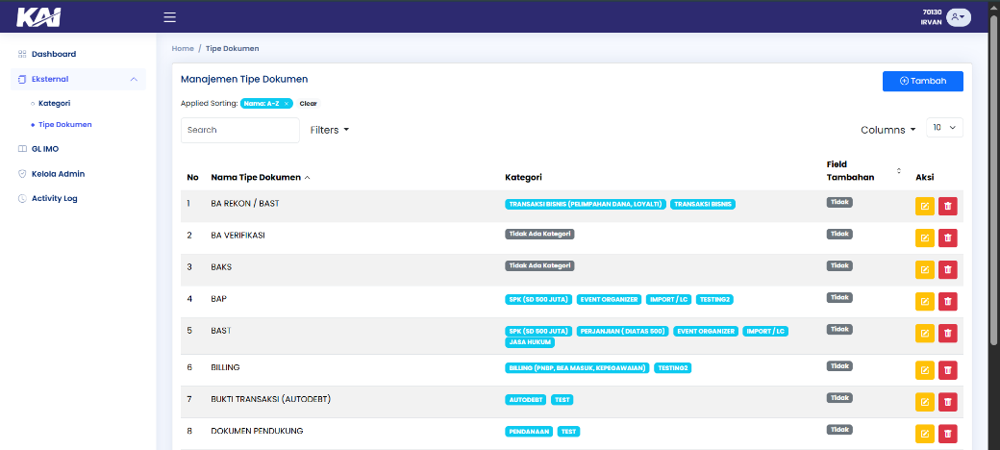 KAI
70130
IRVAN
Dashboard
Eksternal
Kategori
Tipe Dokumen
GL IMO
Kelola Admin
Activity Log
Home / Tipe Dokumen
Manajemen Tipe Dokumen
Tambah
Applied Sorting: Nama: A-Z × Clear
Search Filters Columns 10
No Nama Tipe Dokumen Kategori Field Tambahan Aksi
1 BA REKON / BAST TRANSAKSI BISNIS (PELIMPAHAN DANA, LOYALTI) TRANSAKSI BISNIS Tidak
2 BA VERIFIKASI Tidak Ada Kategori Tidak
3 BAKS Tidak Ada Kategori Tidak
4 BAP SPK (SD 500 JUTA) EVENT ORGANIZER IMPORT / LC TESTING2 Tidak
5 BAST SPK (SD 500 JUTA) PERJANJIAN ( DIATAS 500) EVENT ORGANIZER IMPORT / LC Tidak
JASA HUKUM
6 BILLING BILLING (PNBP, BEA MASUK, KEPEGAWAIAN) TESTING2 Tidak
7 BUKTI TRANSAKSI (AUTODEBT) AUTODEBT TEST Tidak
8 DOKUMEN PENDUKUNG PENDANAAN TEST Tidak